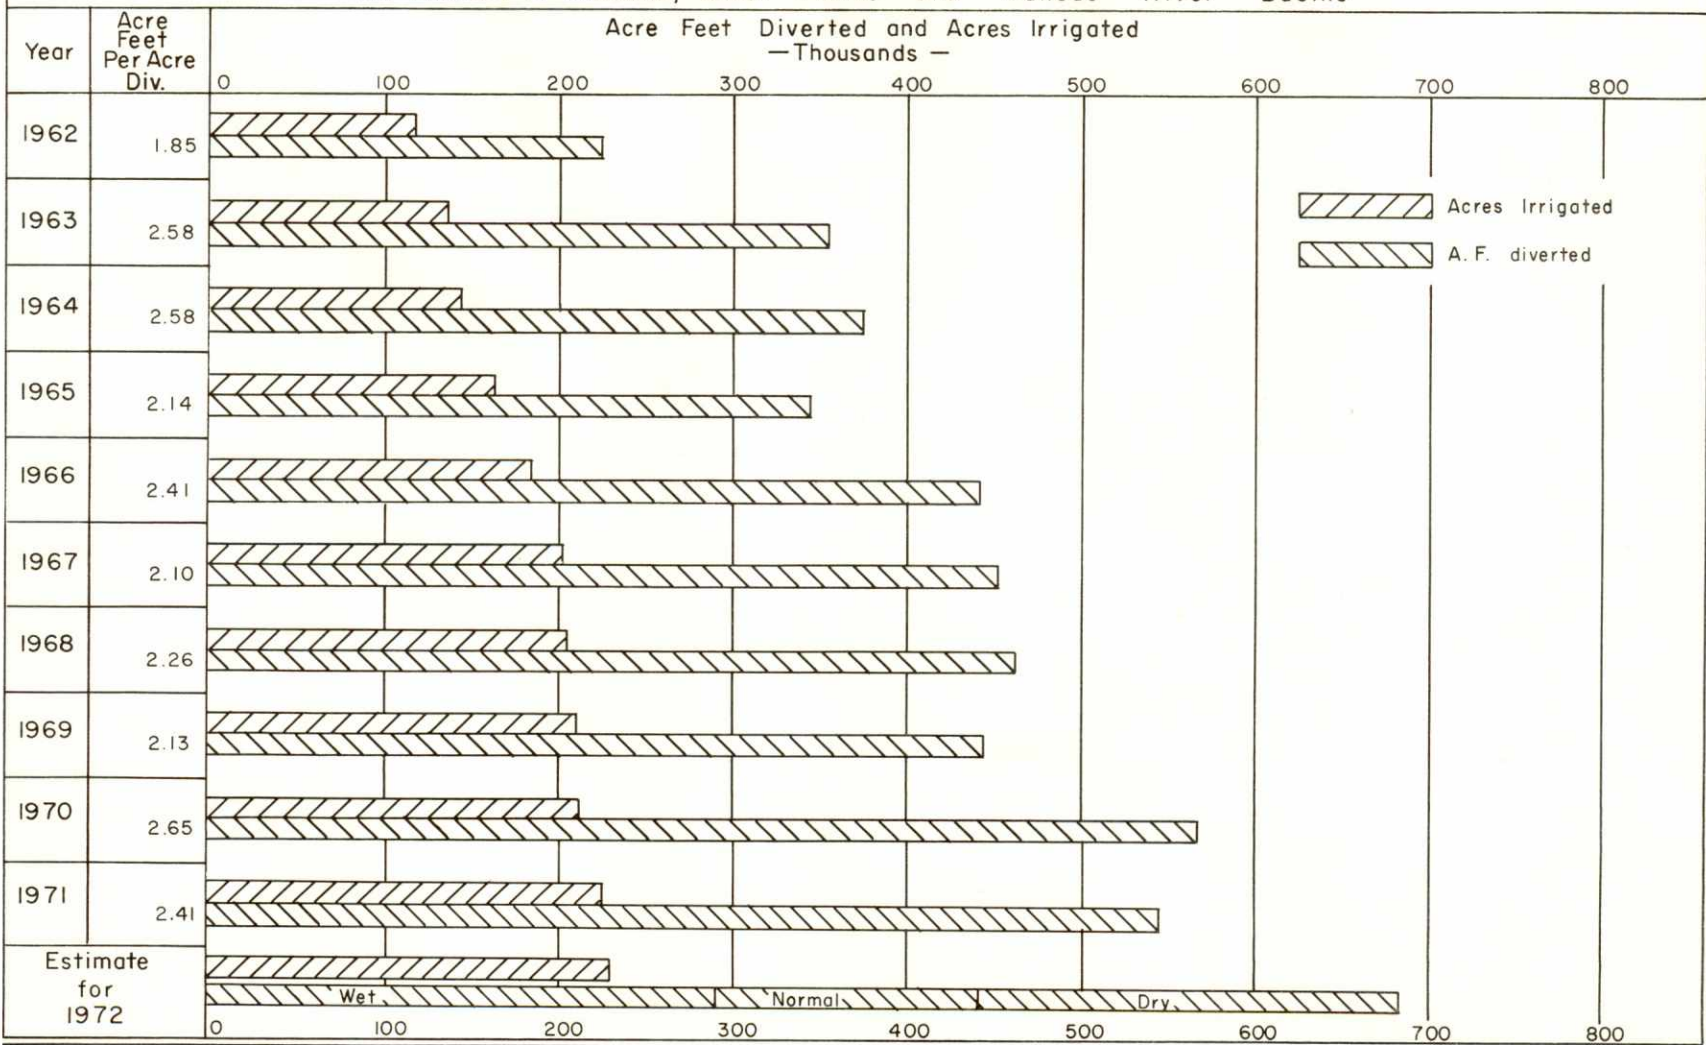 River
Acre Feet Diverted and Acres Irrigated
—Thousands—
Year
Acre
Feet
Per Acre
Div.
0 100 200 300 400 500 600 700 800
1962 1.85
1963 2.58
1964 2.58
1965 2.14
1966 2.41
1967 2.10
1968 2.26
1969 2.13
1970 2.65
1971 2.41
Acres Irrigated
A.F. diverted
Estimate
for
1972
Wet Normal Dry
0 100 200 300 400 500 600 700 800